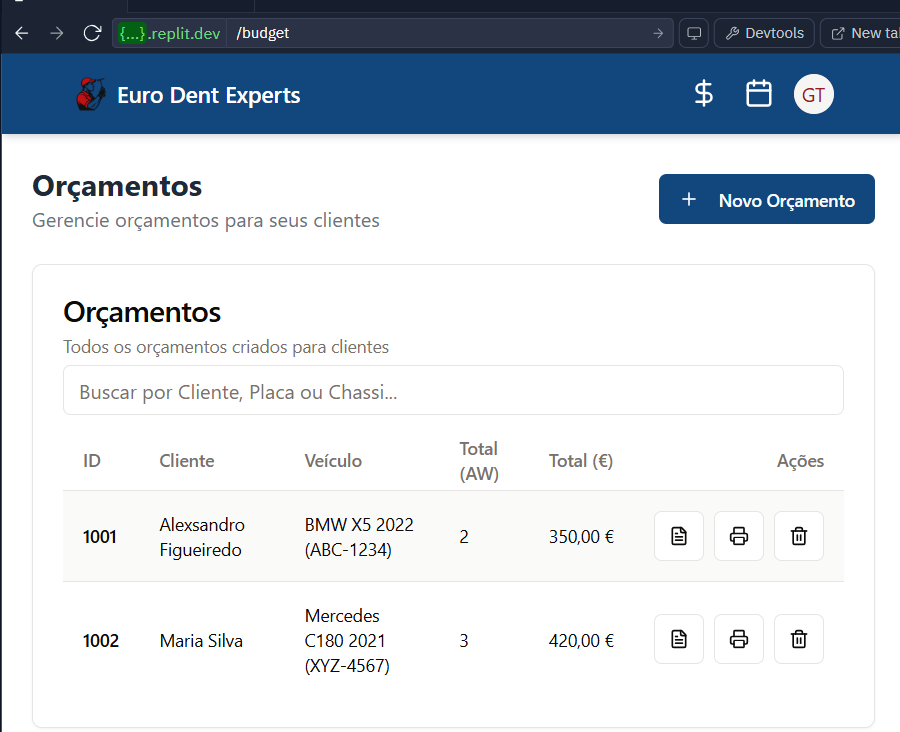 {...}.replit.dev /budget Devtools New ta
Euro Dent Experts GT
Orçamentos
Gerencie orçamentos para seus clientes
+ Novo Orçamento
Orçamentos
Todos os orçamentos criados para clientes
Buscar por Cliente, Placa ou Chassi...
ID Cliente Veículo Total (AW) Total (€) Ações
1001 Alexsandro Figueiredo BMW X5 2022 (ABC-1234) 2 350,00 €
1002 Maria Silva Mercedes C180 2021 (XYZ-4567) 3 420,00 €